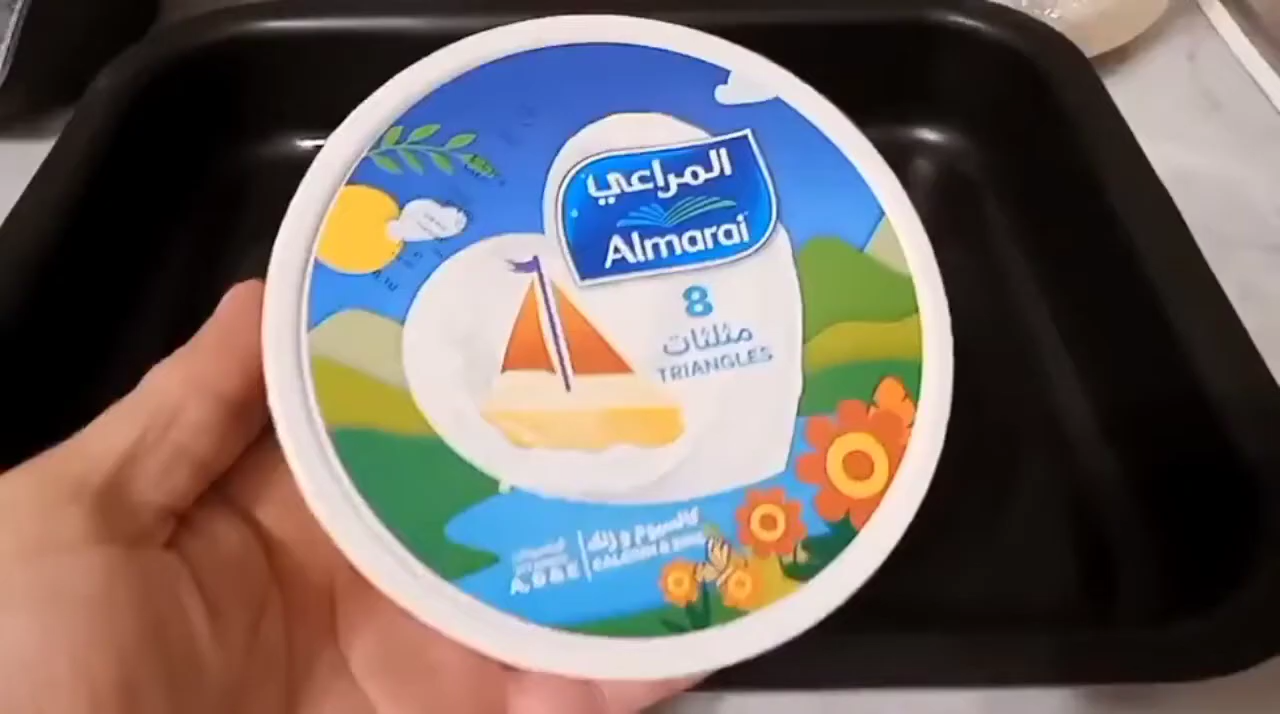 المراعي
Almarai
8
مثلثات
TRIANGLES
كالسيوم و زنك
CALCIUM & ZINC
A, D & E